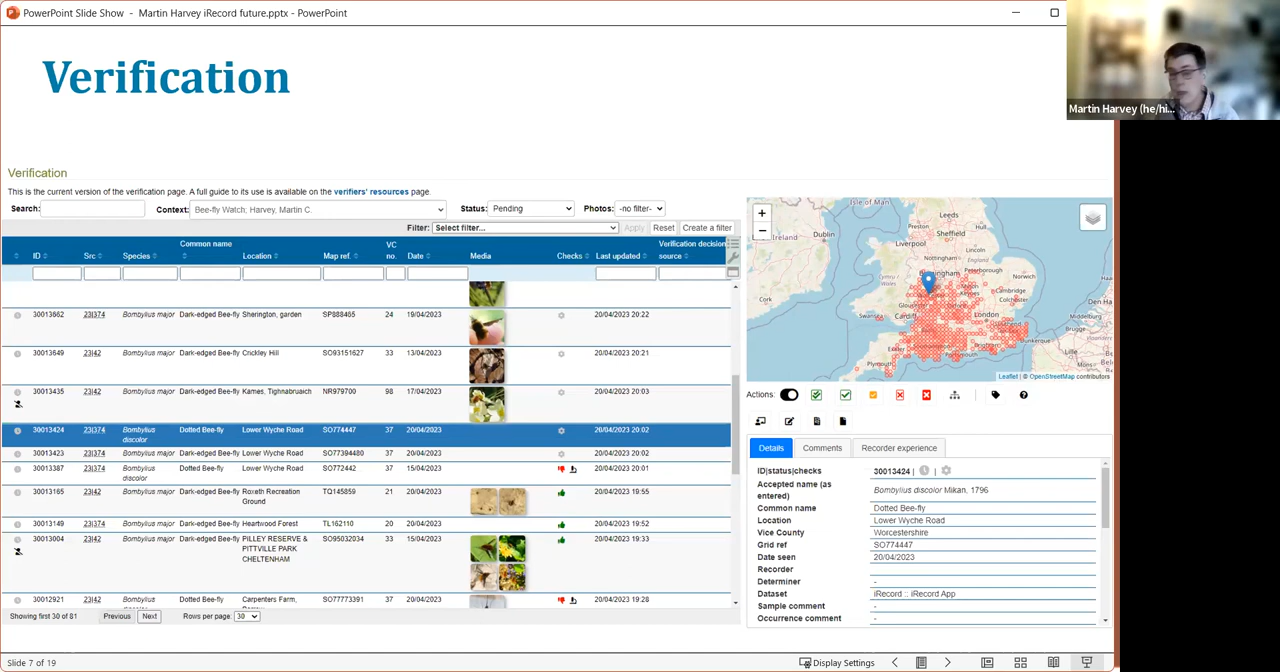 PowerPoint Slide Show - Martin Harvey iRecord future.pptx - PowerPoint
Martin Harvey (he/hi...
Verification
Verification
This is the current version of the verification page. A full guide to its use is available on the verifiers' resources page.
Search: Context: Bee-fly Watch; Harvey, Martin C. Status: Pending Photos: -no filter-
Filter: Select filter... Apply Reset Create a filter
ID Src Species Common name Location Map ref. VC no. Date Media Checks Last updated Verification decision source
30013662 23|374 Bombylius major Dark-edged Bee-fly Sherington, garden SP888465 24 19/04/2023 20/04/2023 20:22
30013649 23|42 Bombylius major Dark-edged Bee-fly Crickley Hill SO93151627 33 13/04/2023 20/04/2023 20:21
30013435 23|42 Bombylius major Dark-edged Bee-fly Kames, Tighnabruaich NR979700 98 17/04/2023 20/04/2023 20:03
30013424 23|374 Bombylius discolor Dotted Bee-fly Lower Wyche Road SO774447 37 20/04/2023 20/04/2023 20:02
30013423 23|374 Bombylius major Dark-edged Bee-fly Lower Wyche Road SO77394480 37 20/04/2023 20/04/2023 20:02
30013387 23|374 Bombylius discolor Dotted Bee-fly Lower Wyche Road SO772442 37 15/04/2023 20/04/2023 20:01
30013165 23|42 Bombylius major Dark-edged Bee-fly Roxeth Recreation Ground TQ145859 21 20/04/2023 20/04/2023 19:55
30013149 23|374 Bombylius major Dark-edged Bee-fly Heartwood Forest TL162110 20 20/04/2023 20/04/2023 19:52
30013004 23|42 Bombylius major Dark-edged Bee-fly PILLEY RESERVE & PITTVILLE PARK CHELTENHAM SO95032034 33 15/04/2023 20/04/2023 19:33
30012921 23|42 Bombylius Dotted Bee-fly Carpenters Farm, SO77773391 37 20/04/2023 20/04/2023 19:28
Showing first 30 of 81 Previous Next Rows per page: 30
+
−
Isle of Man
Leeds
Preston
Ireland Dublin Liverpool Sheffield Hull
Nottingham
Birmingham Peterborough Norwich
Cork Cambridge
Colchester
Cardiff London
Den Ha
Brugge
Dunkerque
Lille
Leaflet | © OpenStreetMap contributors
Actions:
Details Comments Recorder experience
ID|status|checks 30013424 | |
Accepted name (as entered) Bombylius discolor Mikan, 1796
Common name Dotted Bee-fly
Location Lower Wyche Road
Vice County Worcestershire
Grid ref SO774447
Date seen 20/04/2023
Recorder
Determiner -
Dataset iRecord :: iRecord App
Sample comment -
Occurrence comment -
Slide 7 of 19 Display Settings